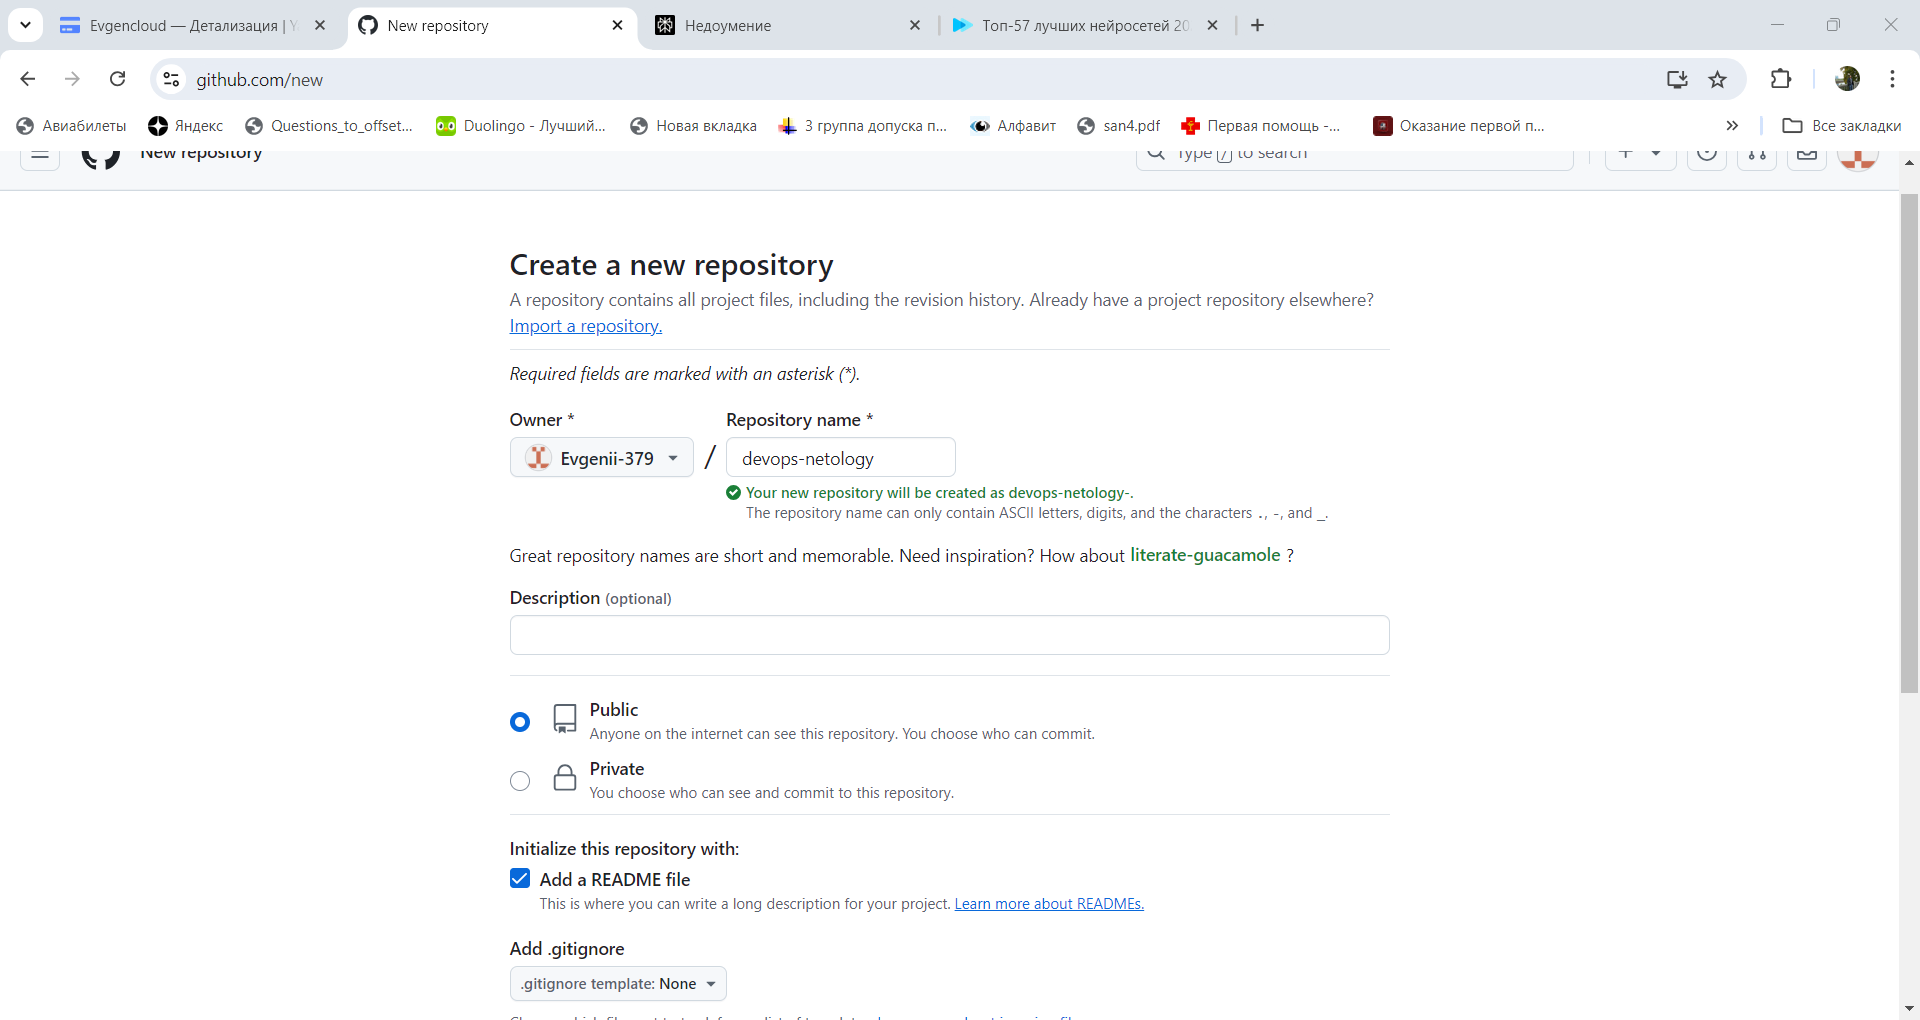 Evgencloud — Детализация | Y
New repository
Недоумение
Топ-57 лучших нейросетей 20
github.com/new
Авиабилеты
Яндекс
Questions_to_offset...
Duolingo - Лучший...
Новая вкладка
3 группа допуска п...
Алфавит
san4.pdf
Первая помощь -...
Оказание первой п...
Все закладки
New repository
Type / to search
Create a new repository
A repository contains all project files, including the revision history. Already have a project repository elsewhere?
Import a repository.
Required fields are marked with an asterisk (*).
Owner * Repository name *
Evgenii-379 / devops-netology
Your new repository will be created as devops-netology-.
The repository name can only contain ASCII letters, digits, and the characters ., -, and _.
Great repository names are short and memorable. Need inspiration? How about literate-guacamole ?
Description (optional)
Public
Anyone on the internet can see this repository. You choose who can commit.
Private
You choose who can see and commit to this repository.
Initialize this repository with:
Add a README file
This is where you can write a long description for your project. Learn more about READMEs.
Add .gitignore
.gitignore template: None